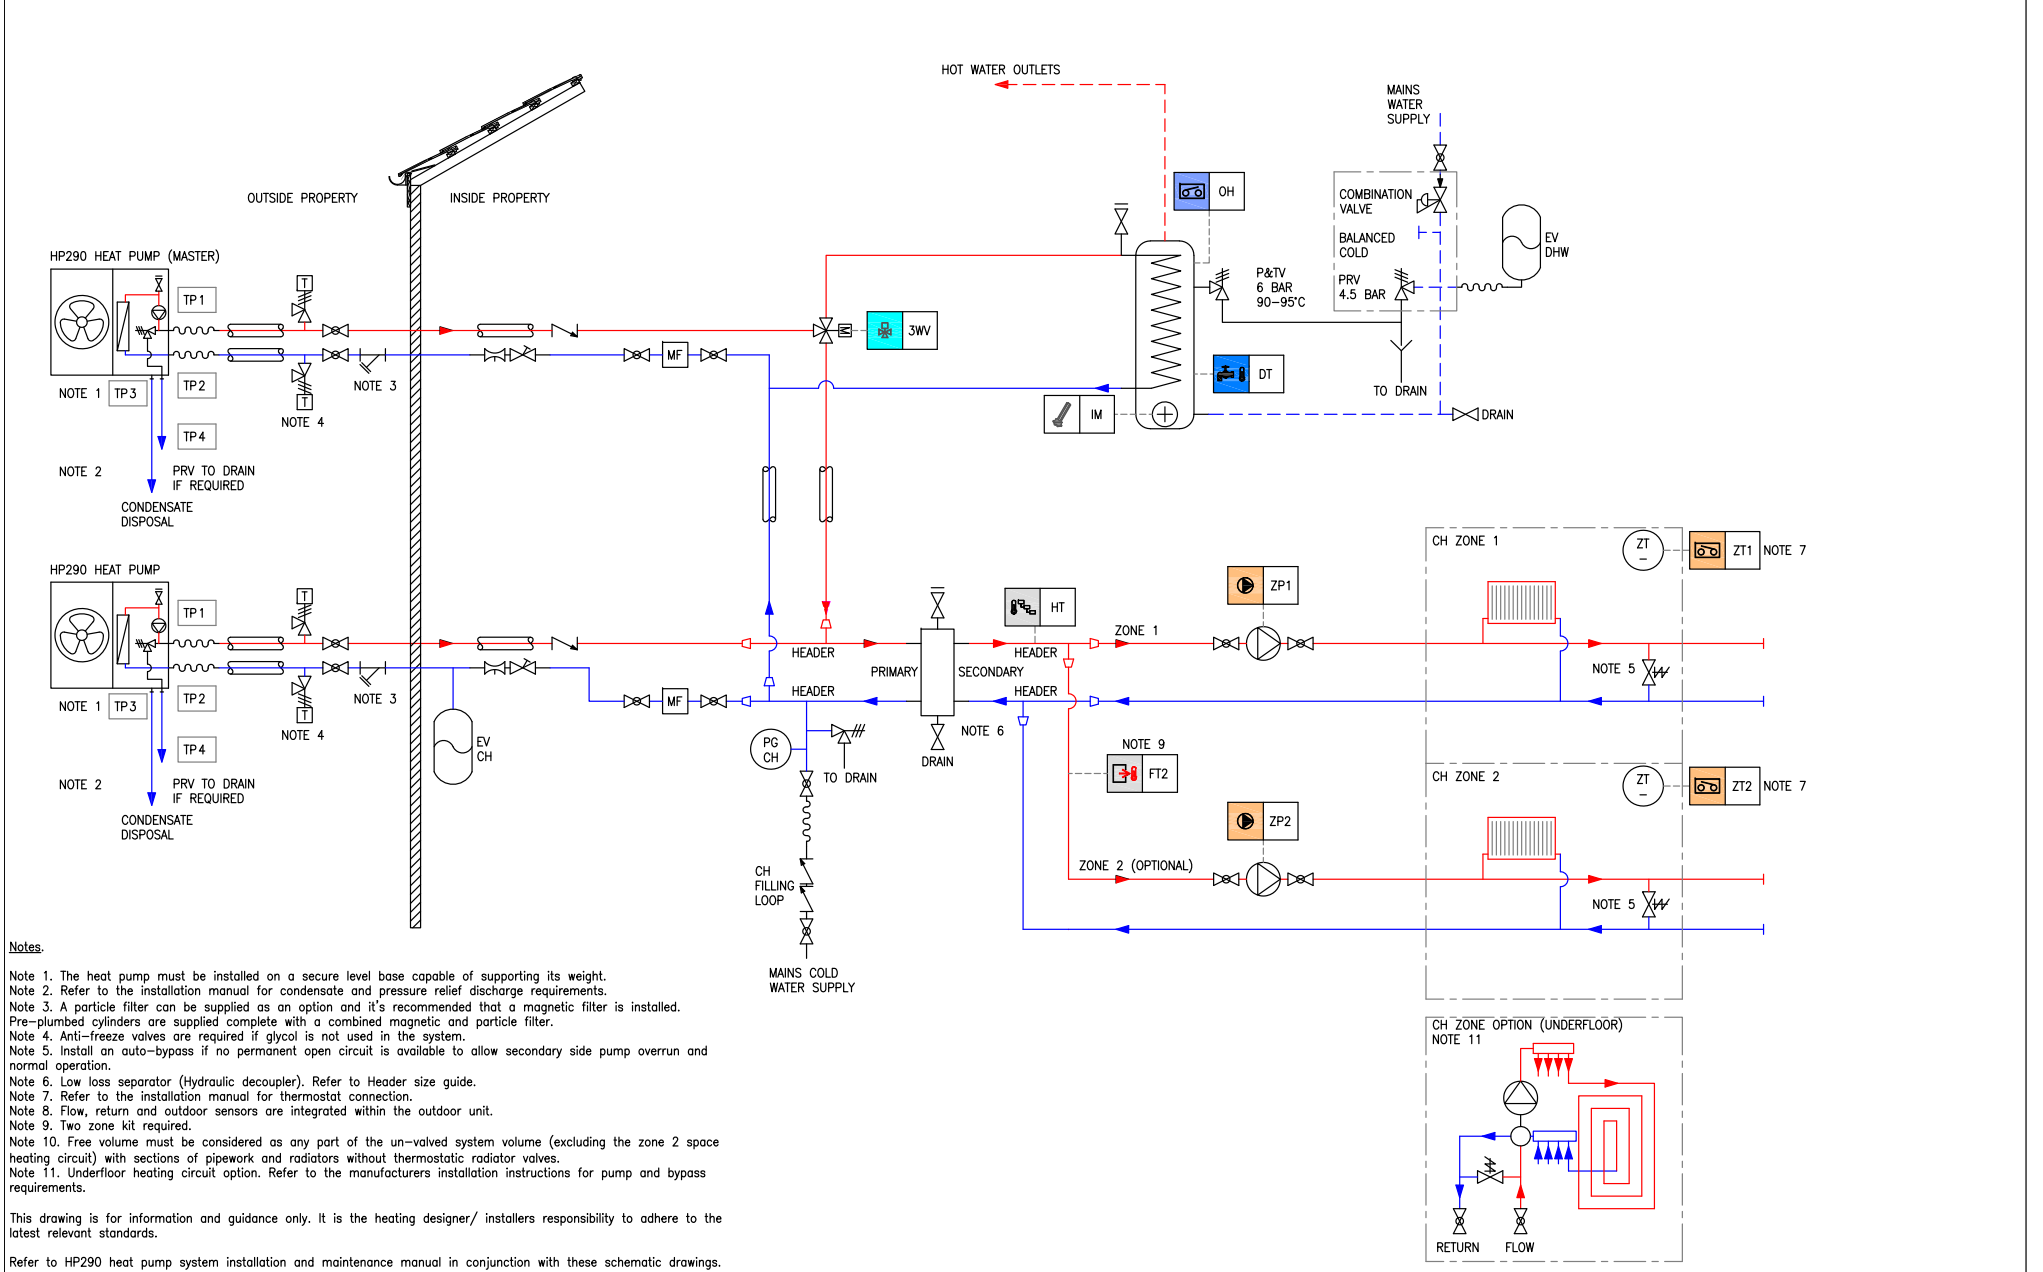 HOT WATER OUTLETS
MAINS
WATER
SUPPLY
OUTSIDE PROPERTY
INSIDE PROPERTY
OH
COMBINATION
VALVE
BALANCED
COLD
PRV
4.5 BAR
EV
DHW
P&TV
6 BAR
90-95°C
HP290 HEAT PUMP (MASTER)
TP1
T
3WV
M
MF
NOTE 3
TP2
NOTE 1
TP3
T
NOTE 4
DT
TO DRAIN
IM
DRAIN
TP4
NOTE 2
PRV TO DRAIN
IF REQUIRED
CONDENSATE
DISPOSAL
HP290 HEAT PUMP
TP1
T
NOTE 3
TP2
NOTE 1
TP3
T
NOTE 4
TP4
NOTE 2
PRV TO DRAIN
IF REQUIRED
CONDENSATE
DISPOSAL
EV
CH
MF
HEADER
HEADER
PRIMARY
SECONDARY
HEADER
HEADER
HT
ZONE 1
ZP1
CH ZONE 1
ZT
-
ZT1
NOTE 7
NOTE 5
PG
CH
TO DRAIN
NOTE 6
DRAIN
NOTE 9
FT2
ZP2
ZONE 2 (OPTIONAL)
CH ZONE 2
ZT
-
ZT2
NOTE 7
NOTE 5
CH
FILLING
LOOP
MAINS COLD
WATER SUPPLY
CH ZONE OPTION (UNDERFLOOR)
NOTE 11
RETURN
FLOW
Notes.
Note 1. The heat pump must be installed on a secure level base capable of supporting its weight.
Note 2. Refer to the installation manual for condensate and pressure relief discharge requirements.
Note 3. A particle filter can be supplied as an option and it's recommended that a magnetic filter is installed.
Pre-plumbed cylinders are supplied complete with a combined magnetic and particle filter.
Note 4. Anti-freeze valves are required if glycol is not used in the system.
Note 5. Install an auto-bypass if no permanent open circuit is available to allow secondary side pump overrun and
normal operation.
Note 6. Low loss separator (Hydraulic decoupler). Refer to Header size guide.
Note 7. Refer to the installation manual for thermostat connection.
Note 8. Flow, return and outdoor sensors are integrated within the outdoor unit.
Note 9. Two zone kit required.
Note 10. Free volume must be considered as any part of the un-valved system volume (excluding the zone 2 space
heating circuit) with sections of pipework and radiators without thermostatic radiator valves.
Note 11. Underfloor heating circuit option. Refer to the manufacturers installation instructions for pump and bypass
requirements.
This drawing is for information and guidance only. It is the heating designer/ installers responsibility to adhere to the
latest relevant standards.
Refer to HP290 heat pump system installation and maintenance manual in conjunction with these schematic drawings.